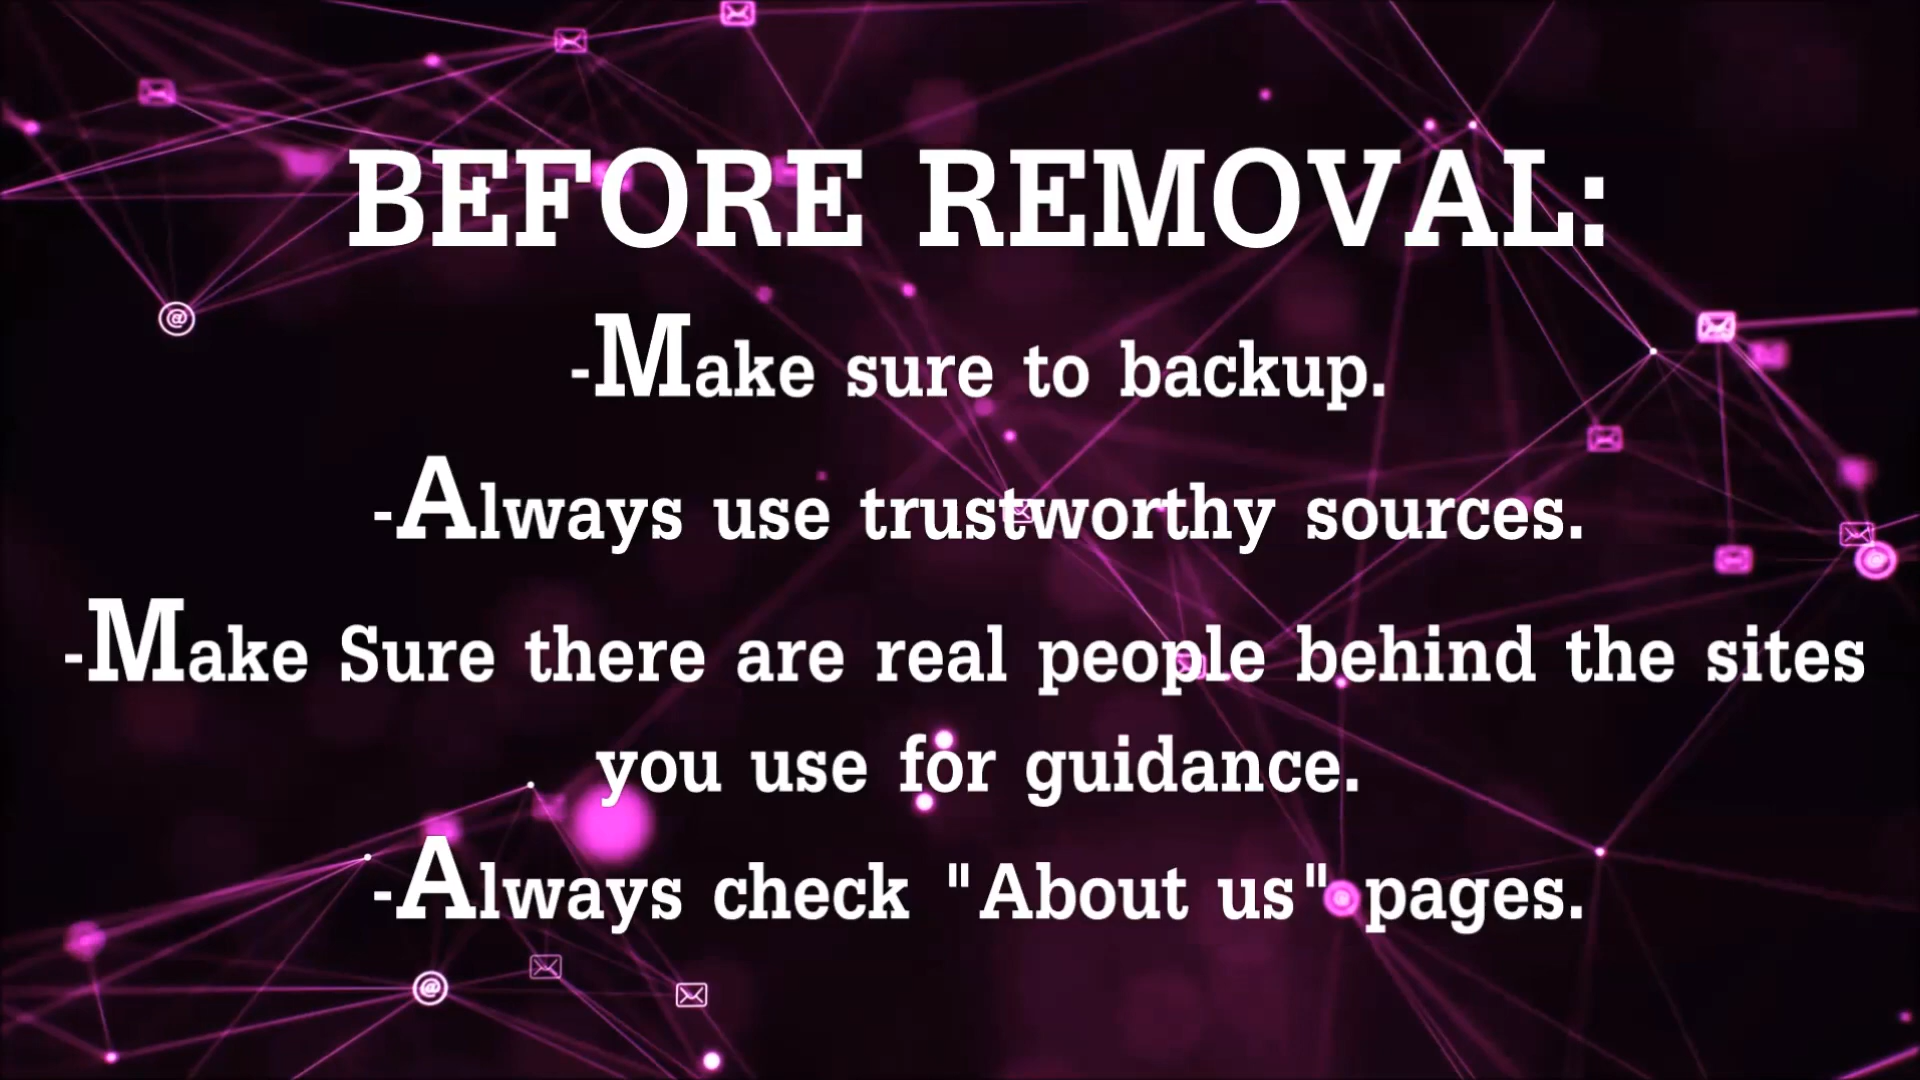 BEFORE REMOVAL:
-Make sure to backup.
-Always use trustworthy sources.
-Make Sure there are real people behind the sites
you use for guidance.
-Always check "About us" pages.